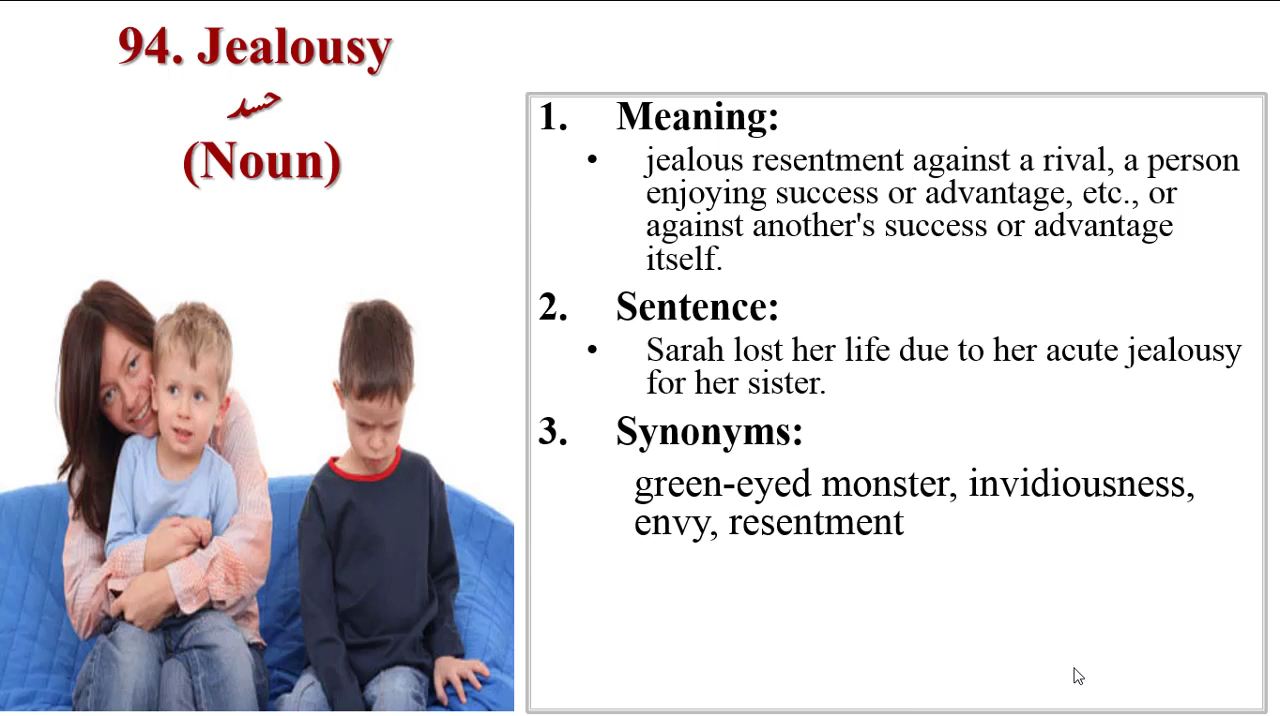 94. Jealousy
حسد
(Noun)
1. Meaning:
• jealous resentment against a rival, a person
enjoying success or advantage, etc., or
against another's success or advantage
itself.
2. Sentence:
• Sarah lost her life due to her acute jealousy
for her sister.
3. Synonyms:
green-eyed monster, invidiousness,
envy, resentment